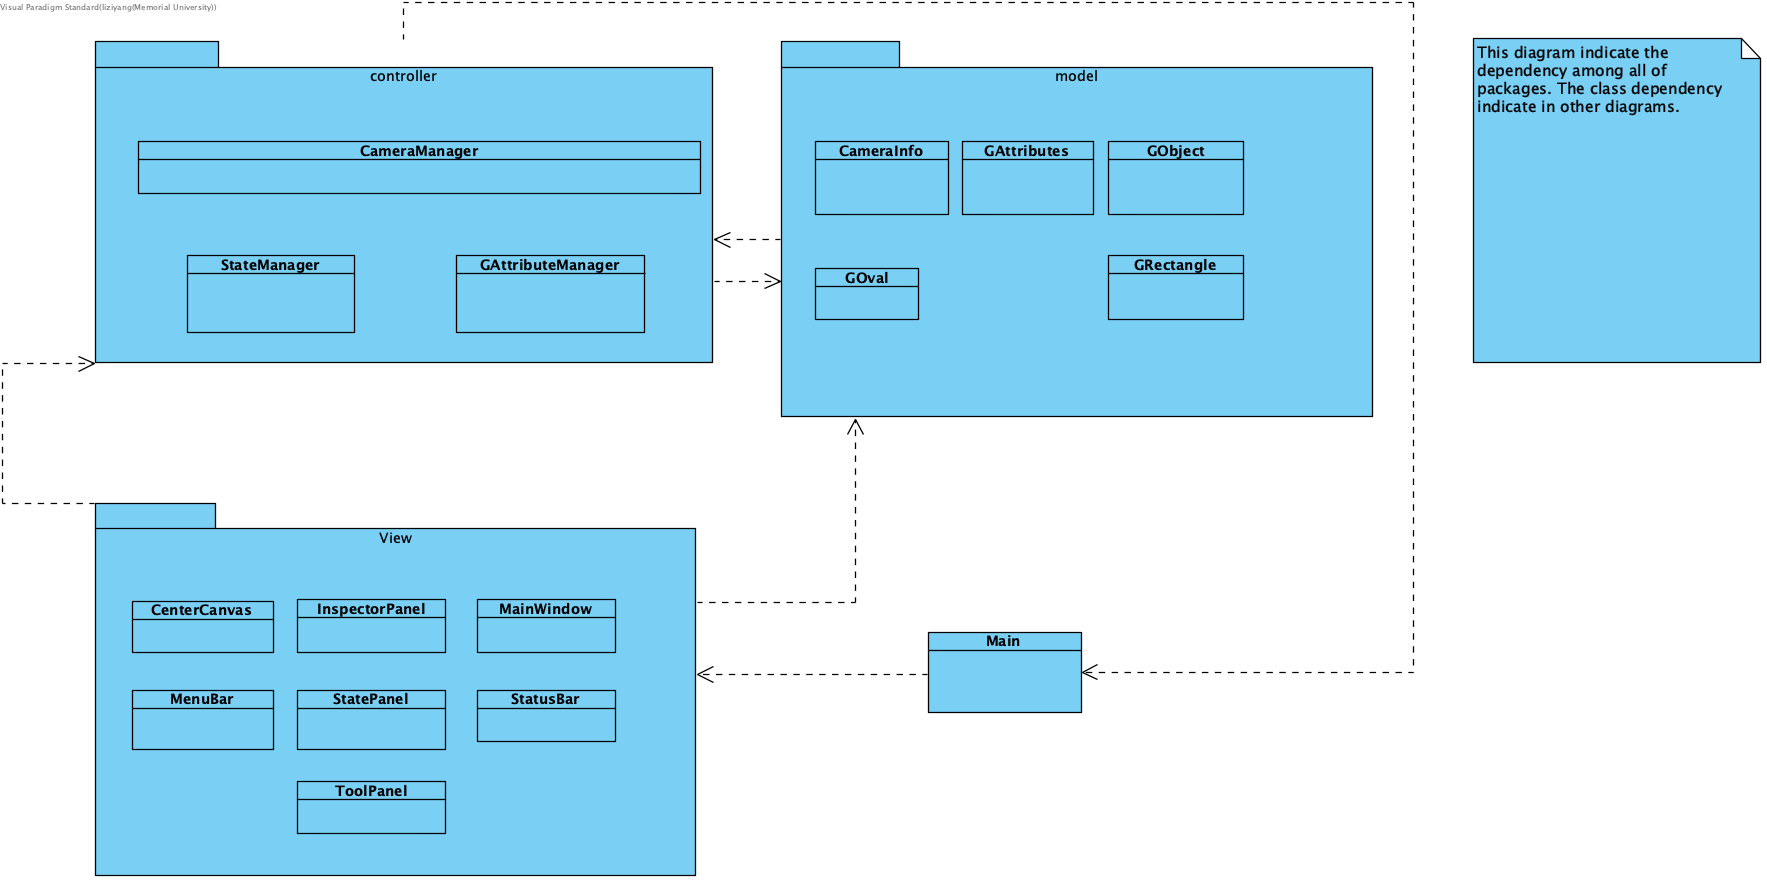 Visual Paradigm Standard(liziyang(Memorial University))
controller
CameraManager
StateManager
GAttributeManager
model
CameraInfo
GAttributes
GObject
GOval
GRectangle
This diagram indicate the
dependency among all of
packages. The class dependency
indicate in other diagrams.
View
CenterCanvas
InspectorPanel
MainWindow
MenuBar
StatePanel
StatusBar
ToolPanel
Main